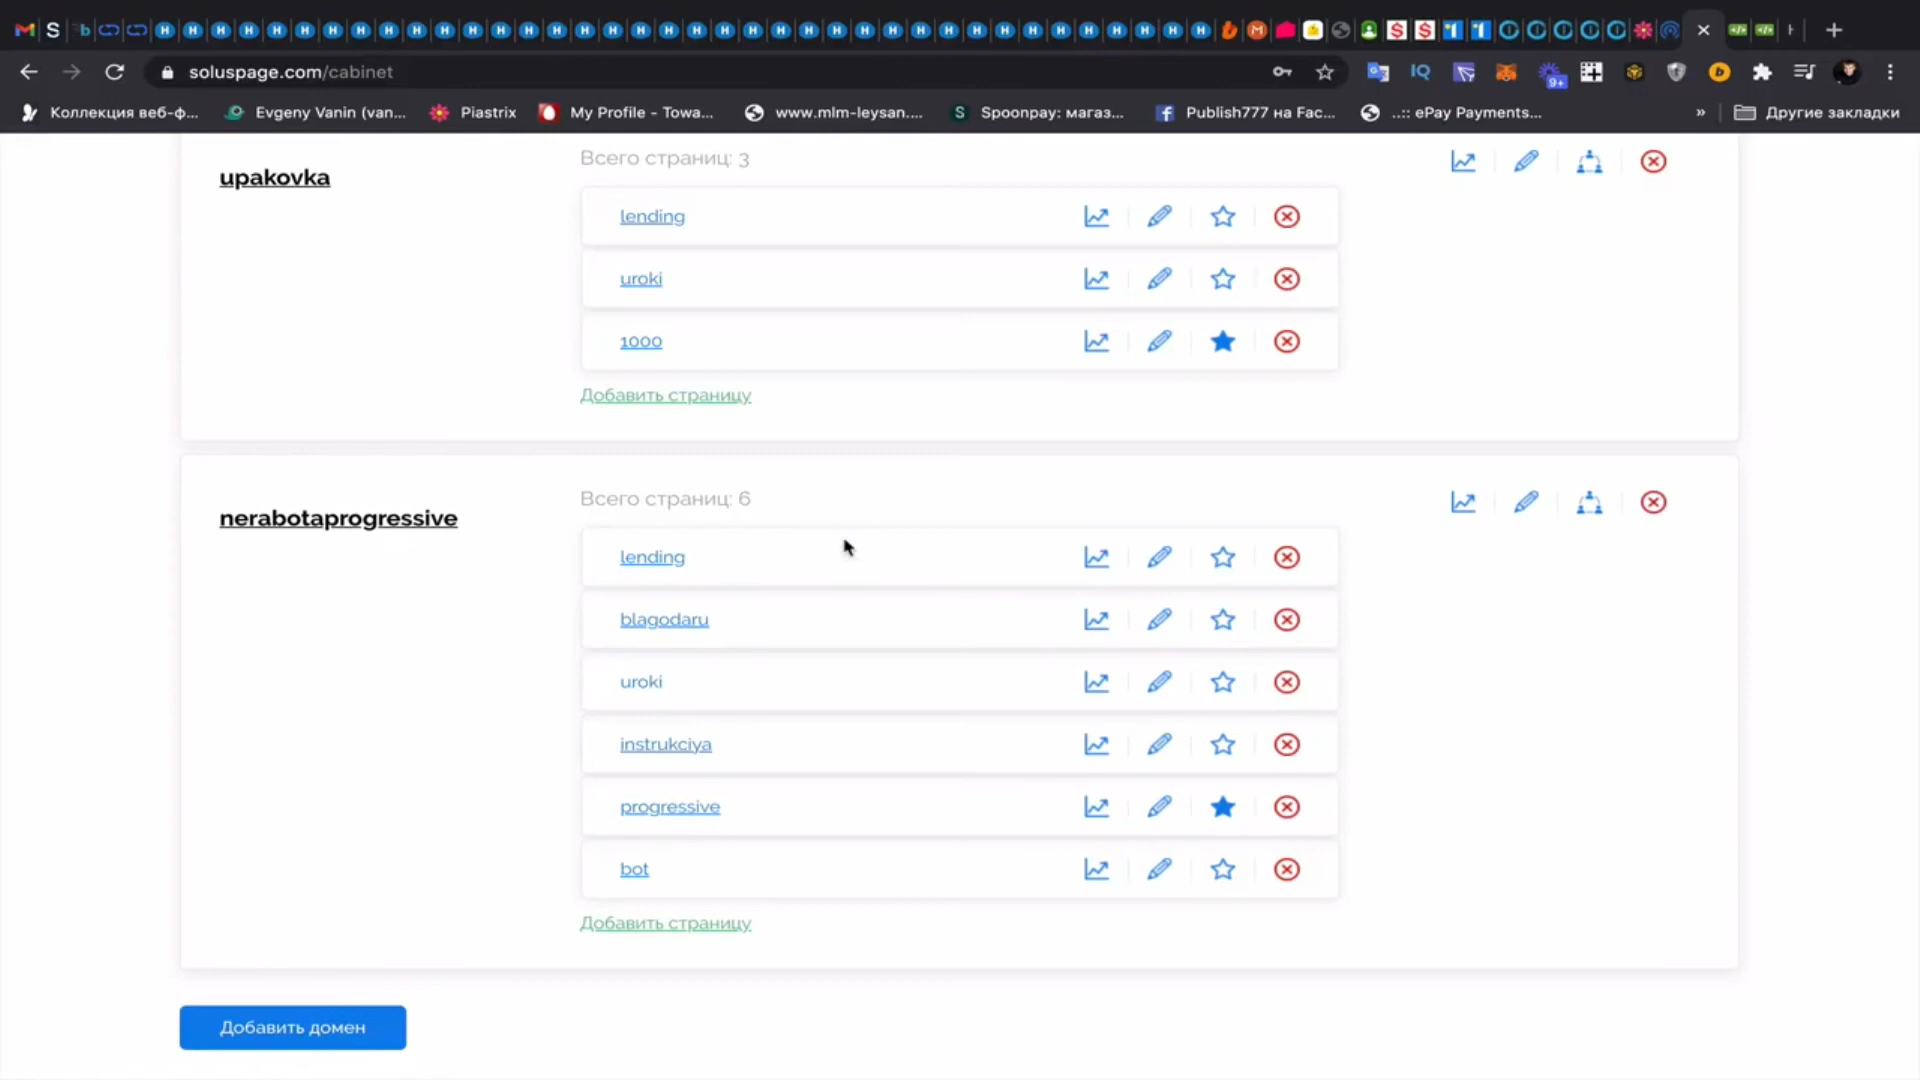 soluspage.com/cabinet
Коллекция веб-ф...
Evgeny Vanin (van...
Piastrix
My Profile - Towa...
www.mlm-leysan....
Spoonpay: магаз...
Publish777 на Fac...
..:: ePay Payments...
»
Другие закладки
upakovka
Всего страниц: 3
lending
uroki
1000
Добавить страницу
nerabotaprogressive
Всего страниц: 6
lending
blagodaru
uroki
instrukciya
progressive
bot
Добавить страницу
Добавить домен